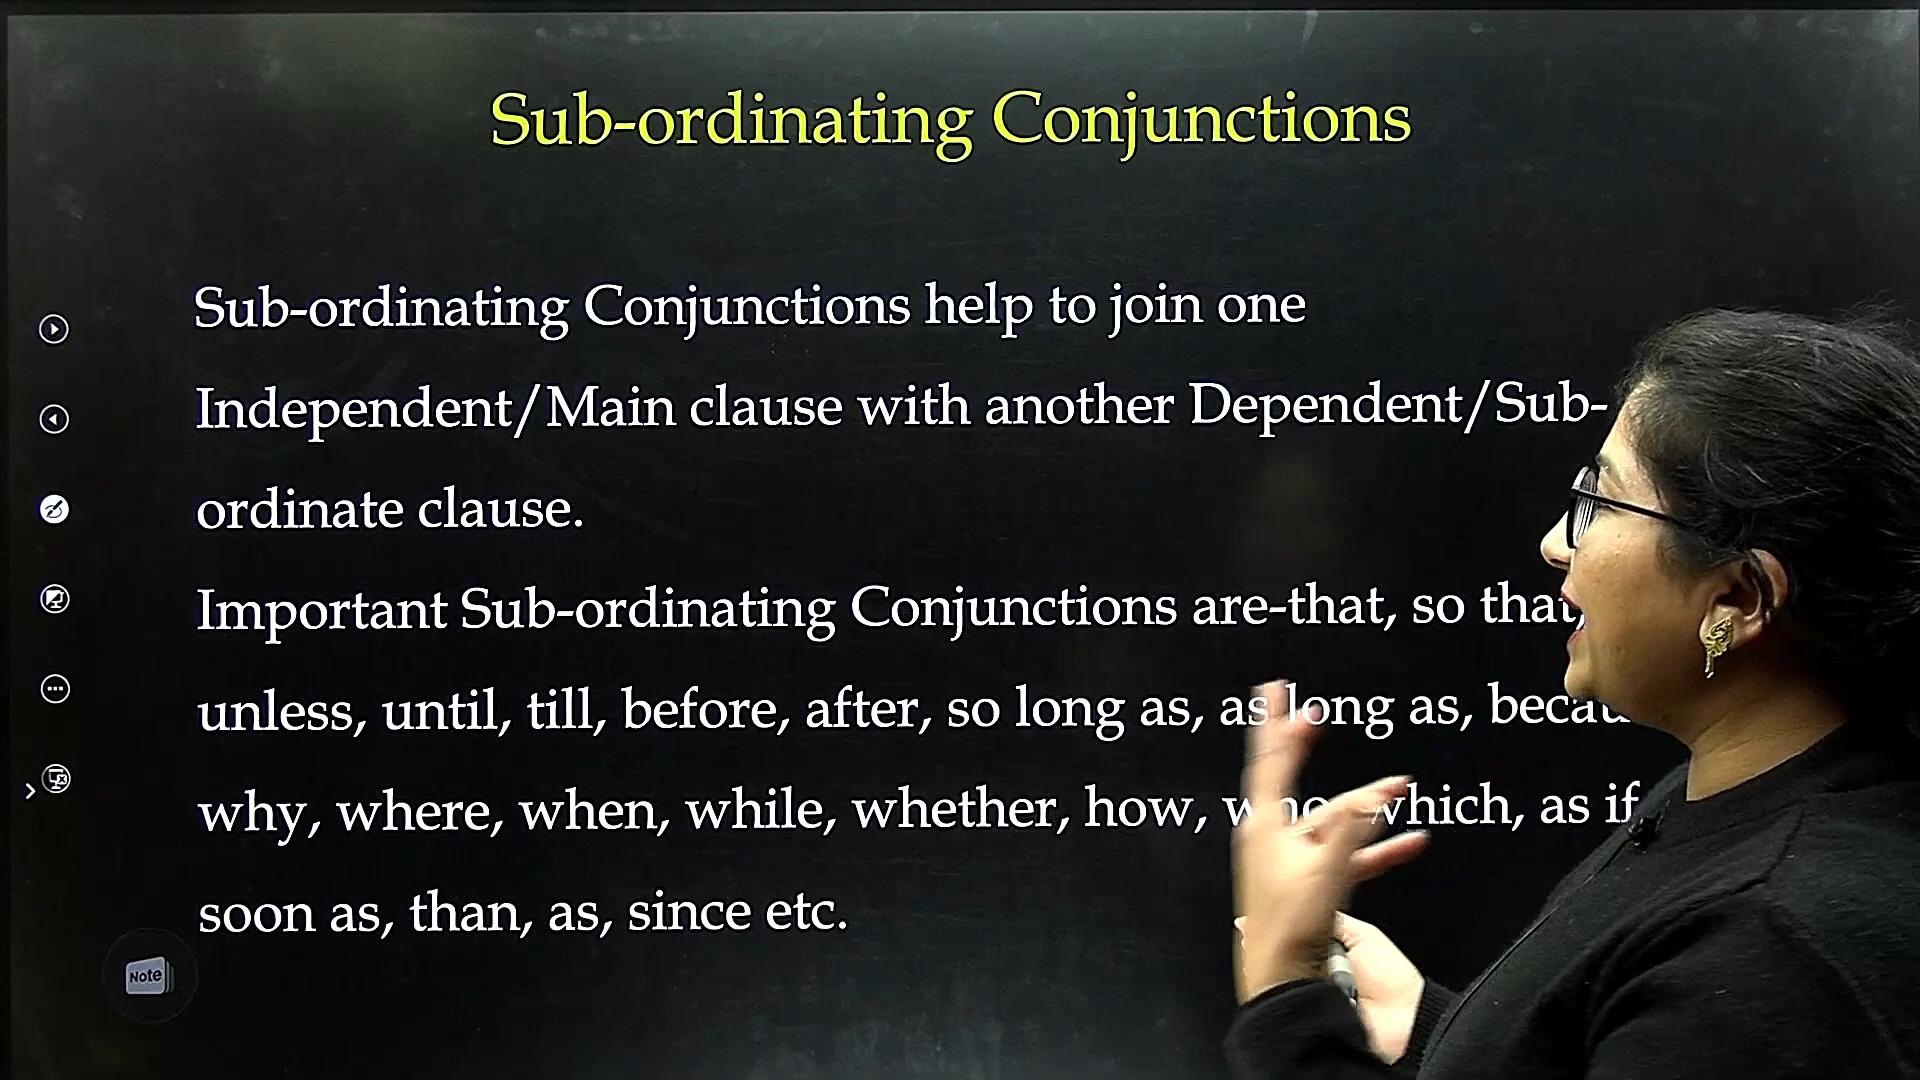 Sub-ordinating Conjunctions
Sub-ordinating Conjunctions help to join one
Independent/Main clause with another Dependent/Sub-
ordinate clause.
Important Sub-ordinating Conjunctions are-that, so that,
unless, until, till, before, after, so long as, as long as,
why, where, when, while, whether, how, which, as if
soon as, than, as, since etc.
Note